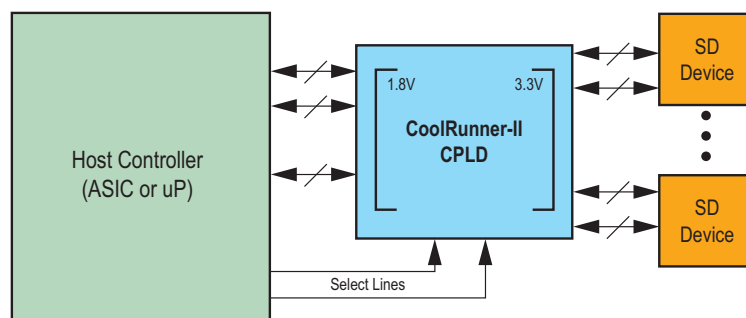 Host Controller
(ASIC or uP)
1.8V
3.3V
CoolRunner-II
CPLD
SD
Device
SD
Device
Select Lines